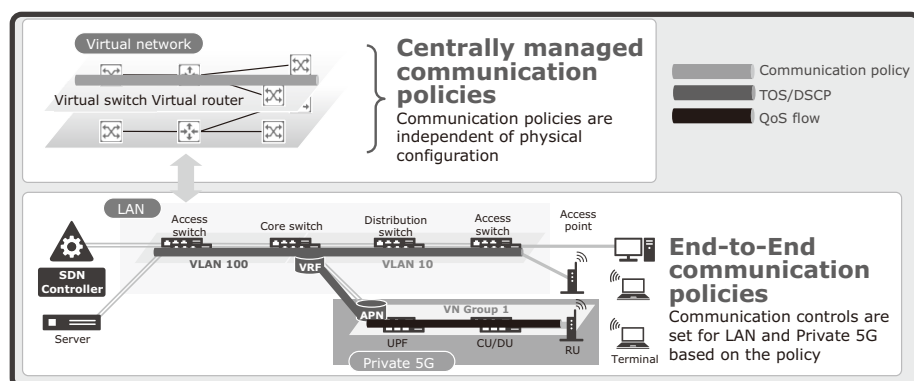 Virtual network
Virtual switch Virtual router
Centrally managed
communication
policies
Communication policies are
independent of physical
configuration
Communication policy
TOS/DSCP
QoS flow
LAN
Access
switch
Core switch
Distribution
switch
Access
switch
Access
point
VLAN 100
VLAN 10
SDN
Controller
VRF
Server
APN
VN Group 1
UPF
CU/DU
RU
Private 5G
Terminal
End-to-End
communication
policies
Communication controls are
set for LAN and Private 5G
based on the policy